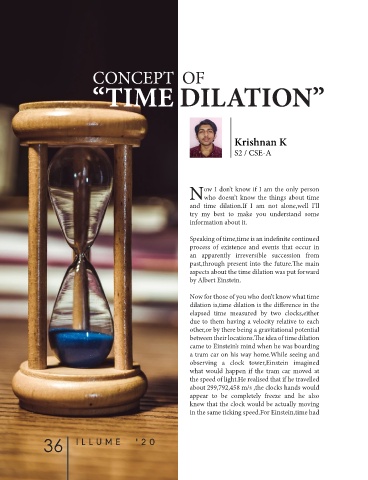 CONCEPT OF
“TIME DILATION”
Krishnan K
S2 / CSE-A
Now I don't know if I am the only person
who doesn't know the things about time
and time dilation.If I am not alone,well I'll
try my best to make you understand some
information about it.
Speaking of time,time is an indefinite continued
process of existence and events that occur in
an apparently irreversible succession from
past,through present into the future.The main
aspects about the time dilation was put forward
by Albert Einstein.
Now for those of you who don't know what time
dilation is,time dilation is the difference in the
elapsed time measured by two clocks,either
due to them having a velocity relative to each
other,or by there being a gravitational potential
between their locations.The idea of time dilation
came to Einstein's mind when he was boarding
a tram car on his way home.While seeing and
observing a clock tower,Einstein imagined
what would happen if the tram car moved at
the speed of light.He realised that if he travelled
about 299,792,458 m/s ,the clocks hands would
appear to be completely freeze and he also
knew that the clock would be actually moving
in the same ticking speed.For Einstein,time had
36 ILLUME '20